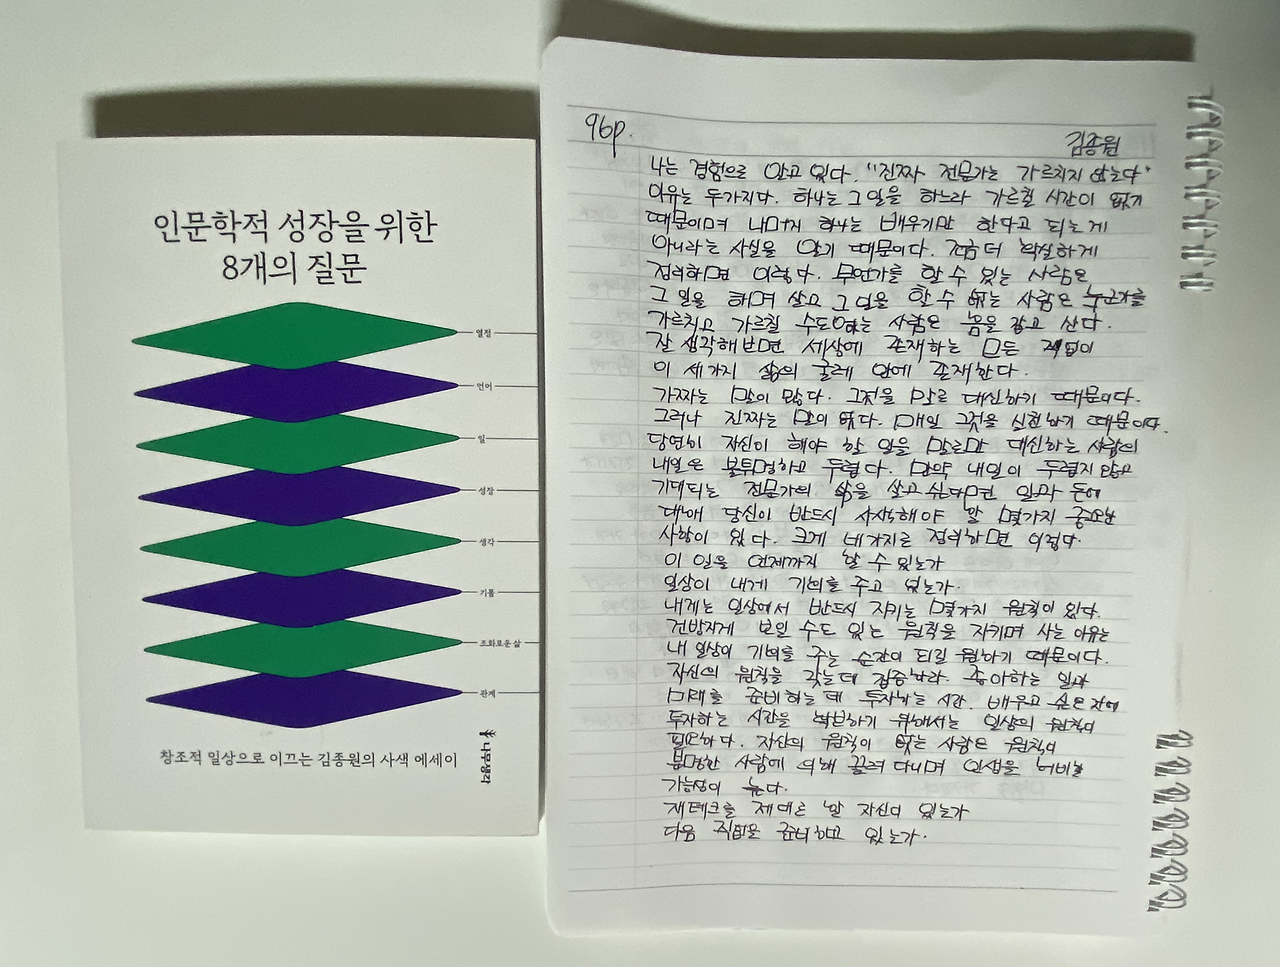 인문학적 성장을 위한
8개의 질문
열정
언어
일
성장
생각
기품
조화로운 삶
관계
창조적 일상으로 이끄는 김종원의 사색 에세이
나무생각
96p.
김종원
나는 경험으로 알고 있다. "진짜 전문가는 가르치지 않는다"
이유는 두가지다. 하나는 그 일을 하느라 가르칠 시간이 없기
때문이며 나머지 하나는 배우기만 한다고 되는 게
아니라는 사실을 알기 때문이다. 조금 더 확실하게
정리하면 이렇다. 무언가를 할 수 있는 사람은
그 일을 하며 살고 그 일을 할 수 없는 사람은 누군가를
가르치고 가르칠 수도 없는 사람은 놈을 갖고 산다.
잘 생각해보면 세상에 존재하는 모든 직업이
이 세가지 삶의 굴레 안에 존재한다.
가짜는 말이 많다. 그것을 말로 대신하기 때문이다.
그러나 진짜는 말이 없다. 매일 그것을 실천하기 때문이다.
당연히 자신이 해야 할 일을 말로만 대신하는 사람의
내일은 불투명하고 두렵다. 만약 내일이 두렵지 않고
기대되는 전문가의 삶을 살고 싶다면 일과 돈에
대해 당신이 반드시 사색해야 할 몇가지 중요한
사항이 있다. 크게 네가지로 정리하면 이렇다.
이 일을 언제까지 할 수 있는가
일상이 내게 기쁨을 주고 있는가.
내게는 일상에서 반드시 지키는 몇가지 원칙이 있다.
건방지게 보일 수도 있는 원칙을 지키며 사는 이유는
내 일상이 기쁨을 주는 순간이 되길 원하기 때문이다.
자신의 원칙을 갖는데 집중하라. 좋아하는 일과
미래를 준비하는데 투자하는 시간. 배우고 싶은 것에
투자하는 시간을 확보하기 위해서는 일상의 원칙이
필요하다. 자신의 원칙이 없는 사람은 원칙이
분명한 사람에 의해 끌려 다니며 인생을 허비할
가능성이 높다.
재테크를 제대로 할 자신이 있는가
다음 직업을 준비하고 있는가.